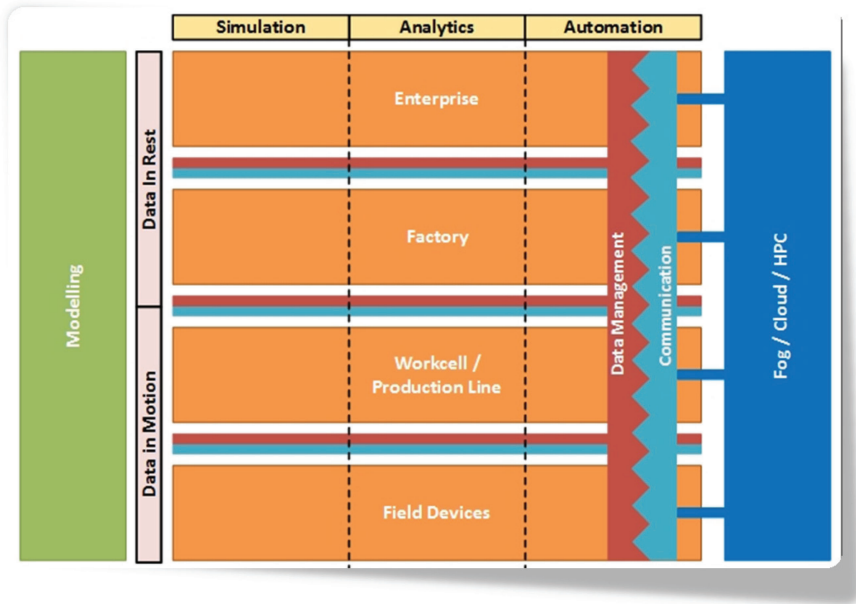 Simulation
Analytics
Automation
Modelling
Data In Rest
Data in Motion
Enterprise
Factory
Workcell /
Production Line
Field Devices
Data Management
Communication
Fog / Cloud / HPC